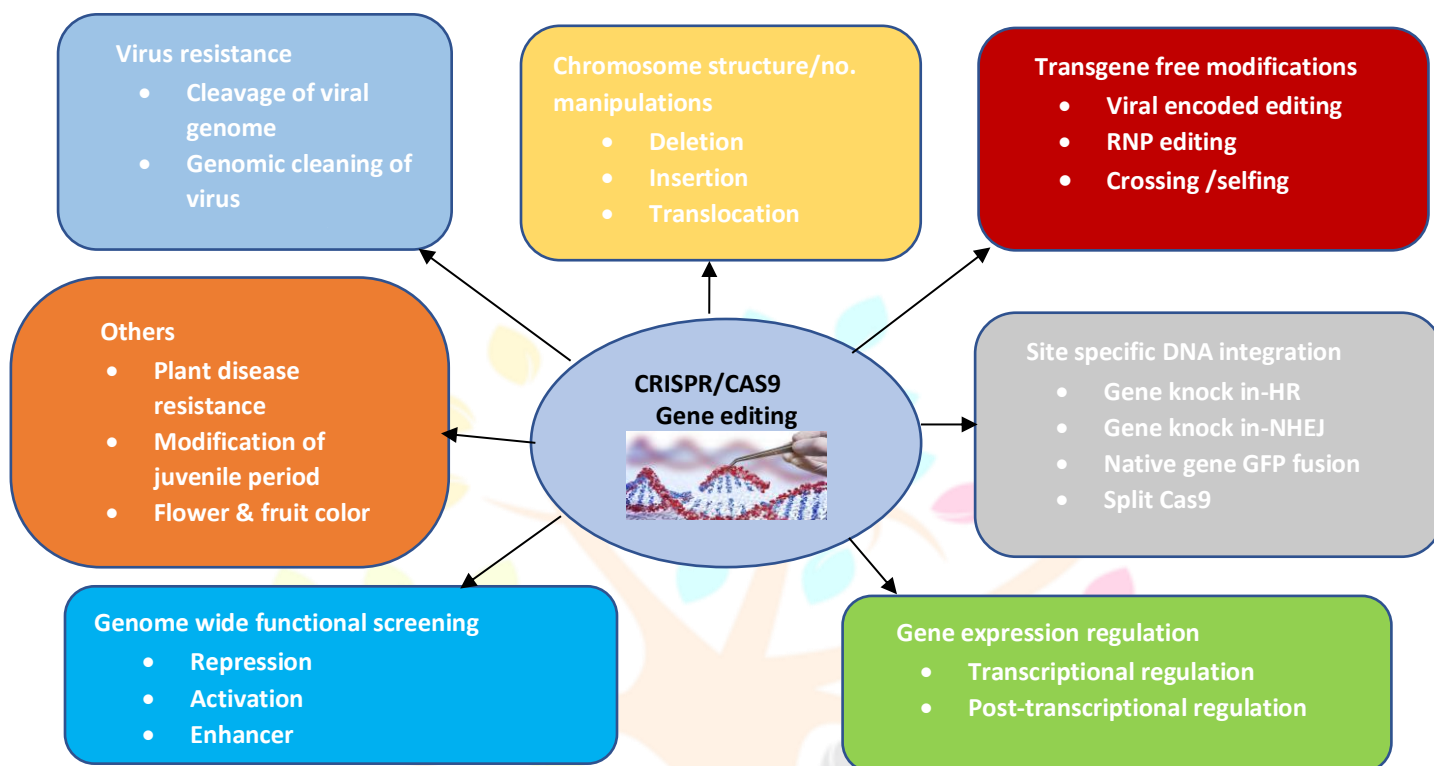 Virus resistance
• Cleavage of viral
genome
• Genomic cleaning of
virus
Chromosome structure/no.
manipulations
• Deletion
• Insertion
• Translocation
Transgene free modifications
• Viral encoded editing
• RNP editing
• Crossing /selfing
Others
• Plant disease
resistance
• Modification of
juvenile period
• Flower & fruit color
CRISPR/CAS9
Gene editing
Site specific DNA integration
• Gene knock in-HR
• Gene knock in-NHEJ
• Native gene GFP fusion
• Split Cas9
Genome wide functional screening
• Repression
• Activation
• Enhancer
Gene expression regulation
• Transcriptional regulation
• Post-transcriptional regulation